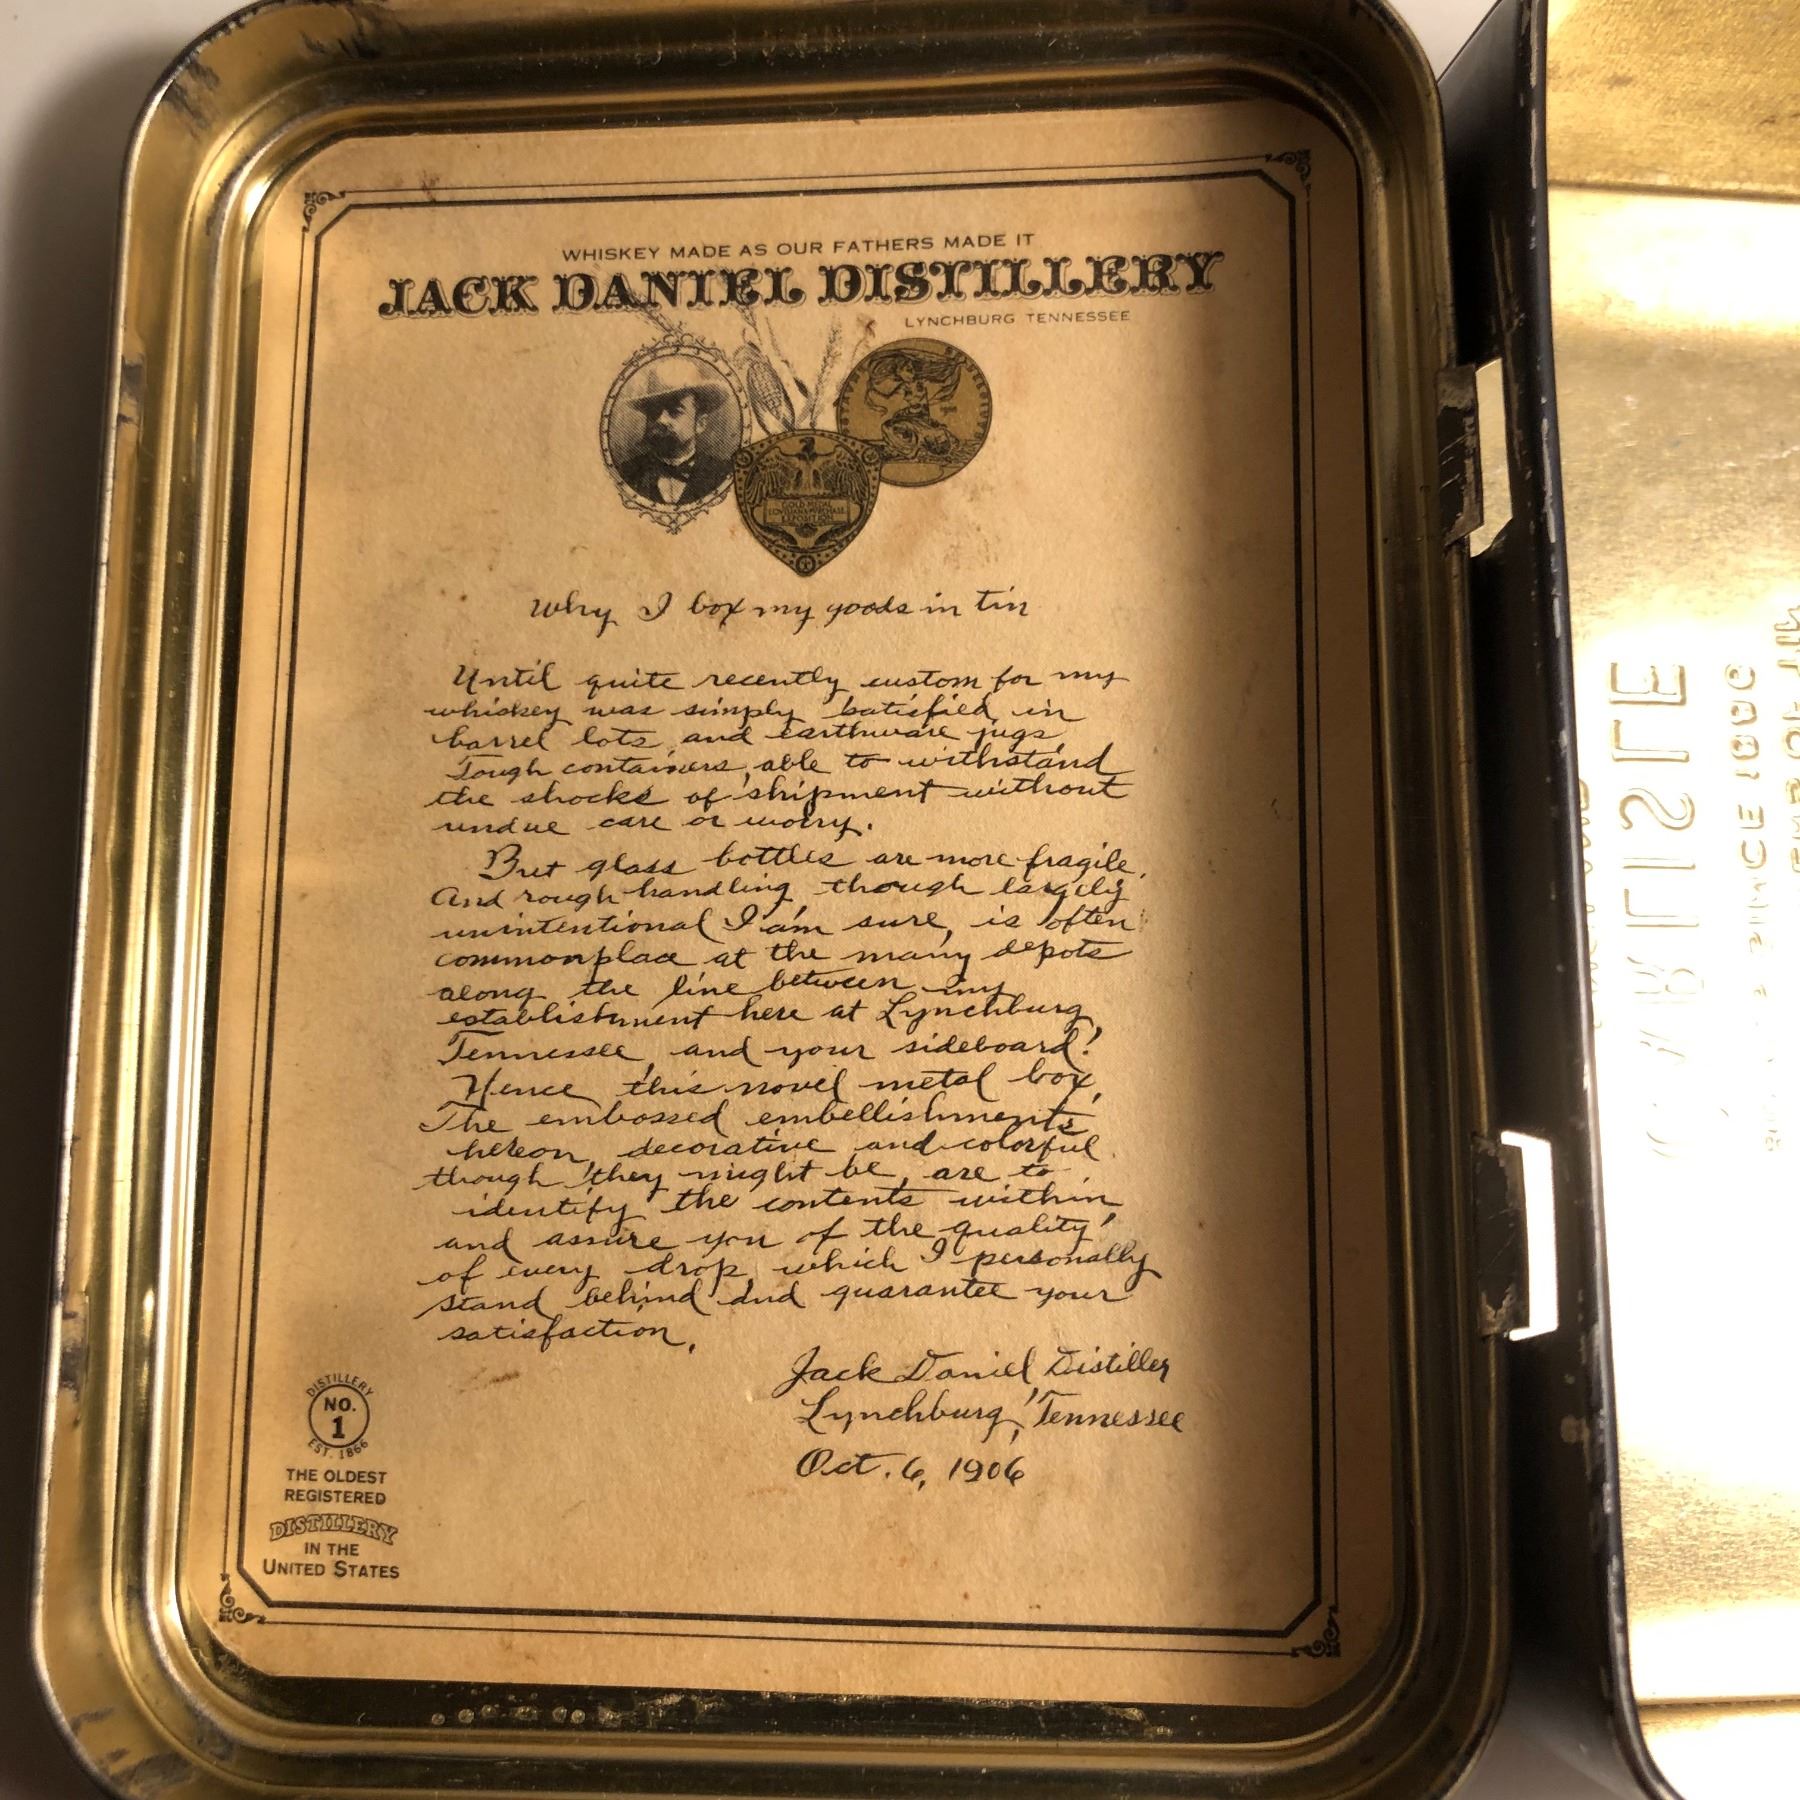 WHISKEY MADE AS OUR FATHERS MADE IT
JACK DANIEL DISTILLERY
LYNCHBURG TENNESSEE
GOLD MEDAL
LOUISIANA PURCHASE
EXPOSITION
Why I box my goods in tin
Until quite recently custom for my
whiskey was simply satisfied, in
barrel lots and earthware jugs,
Tough containers, able to withstand
the shocks of shipment without
undue care or worry.
But glass bottles are more fragile,
And rough handling, though largely
unintentional I am sure, is often
commonplace at the many depots
along the line between my
establishment here at Lynchburg,
Tennessee, and your sideboard!
Hence this novel metal box,
The embossed embellishments
hereon, decorative and colorful
though they might be, are to
identify the contents within,
and assure you of the quality
of every drop, which I personally
stand behind and guarantee your
satisfaction.
Jack Daniel, Distiller
Lynchburg, Tennessee
Oct. 6, 1906
DISTILLERY
NO.
1
EST. 1866
THE OLDEST
REGISTERED
DISTILLERY
IN THE
UNITED STATES